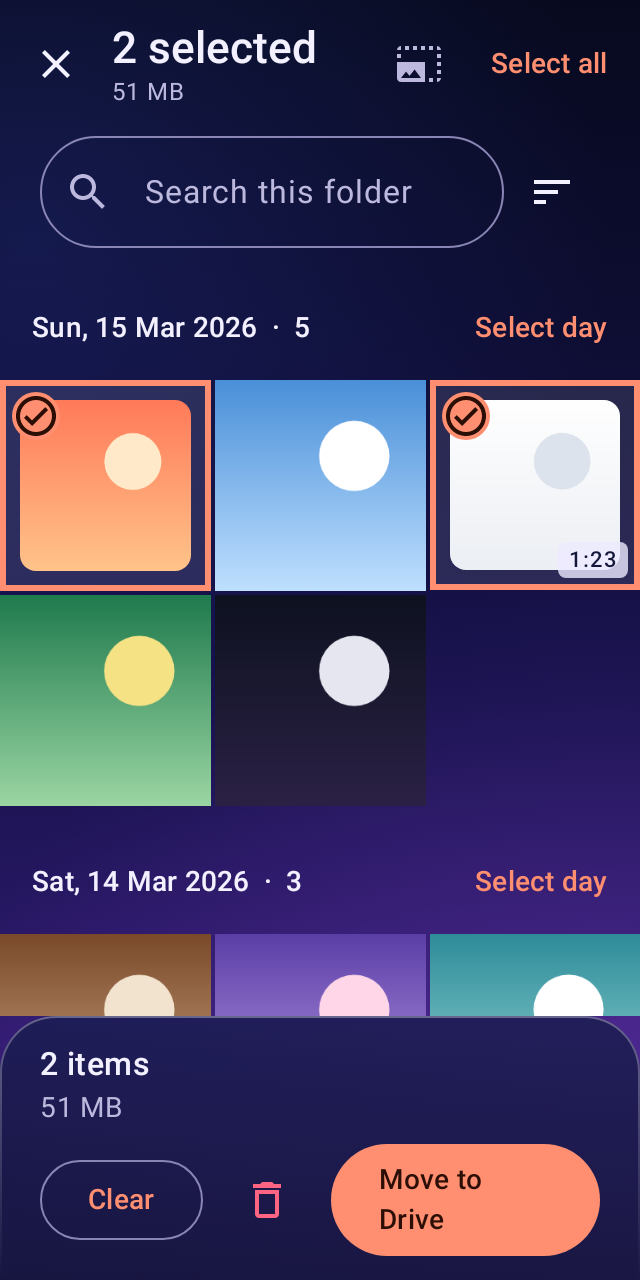 2 selected
51 MB
Select all
Search this folder
Sun, 15 Mar 2026 · 5
Select day
1:23
Sat, 14 Mar 2026 · 3
Select day
2 items
51 MB
Clear
Move to
Drive